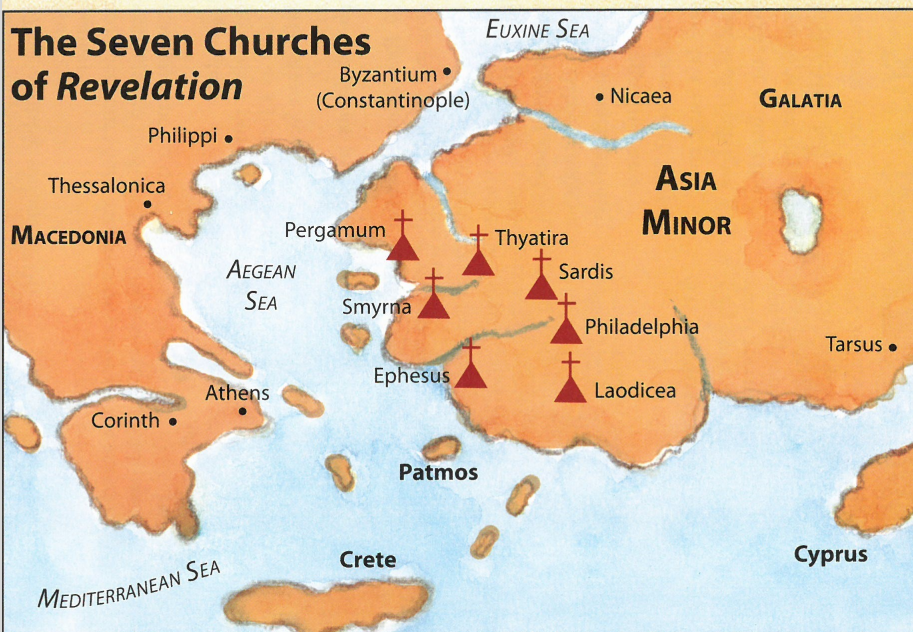 The Seven Churches
of Revelation
EUXINE SEA
Byzantium
(Constantinople)
Nicaea
GALATIA
Philippi
Thessalonica
ASIA
MINOR
MACEDONIA
Pergamum
Thyatira
AEGEAN
SEA
Sardis
Smyrna
Philadelphia
Tarsus
Ephesus
Laodicea
Athens
Corinth
Patmos
Crete
Cyprus
MEDITERRANEAN SEA